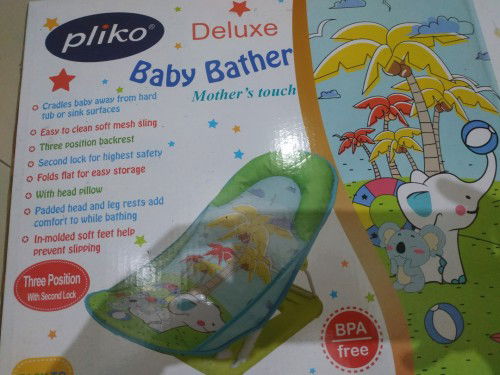 pliko
Deluxe
Baby Bather
Mother's touch
Cradles baby away from hard
tub or sink surfaces
Easy to clean soft mesh sling
Three position backrest
Second lock for highest safety
Folds flat for easy storage
With head pillow
Padded head and leg rests add
comfort to while bathing
In-molded soft feet help
prevent slipping
Three Position
With Second Lock
BPA
free